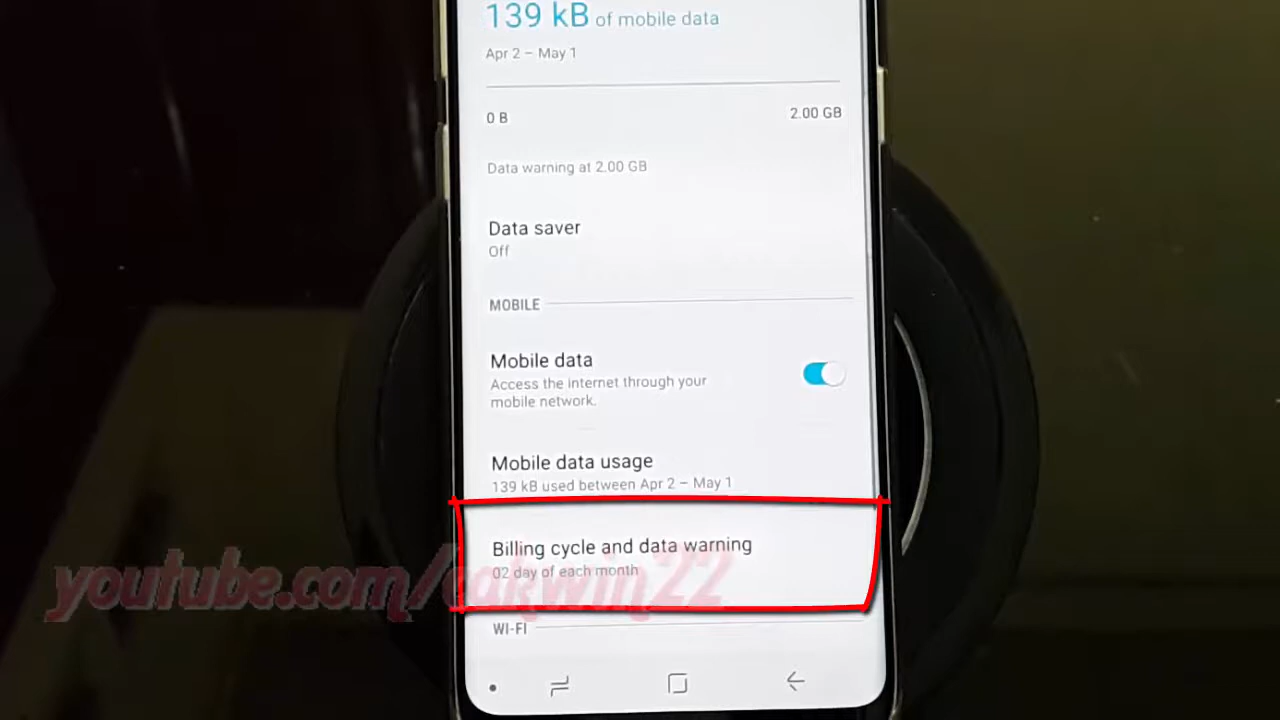 139 kB of mobile data
Apr 2 – May 1
0 B
2.00 GB
Data warning at 2.00 GB
Data saver
Off
MOBILE
Mobile data
Access the internet through your
mobile network.
Mobile data usage
139 kB used between Apr 2 – May 1
Billing cycle and data warning
02 day of each month
youtube.com/cakwin22
WI-FI